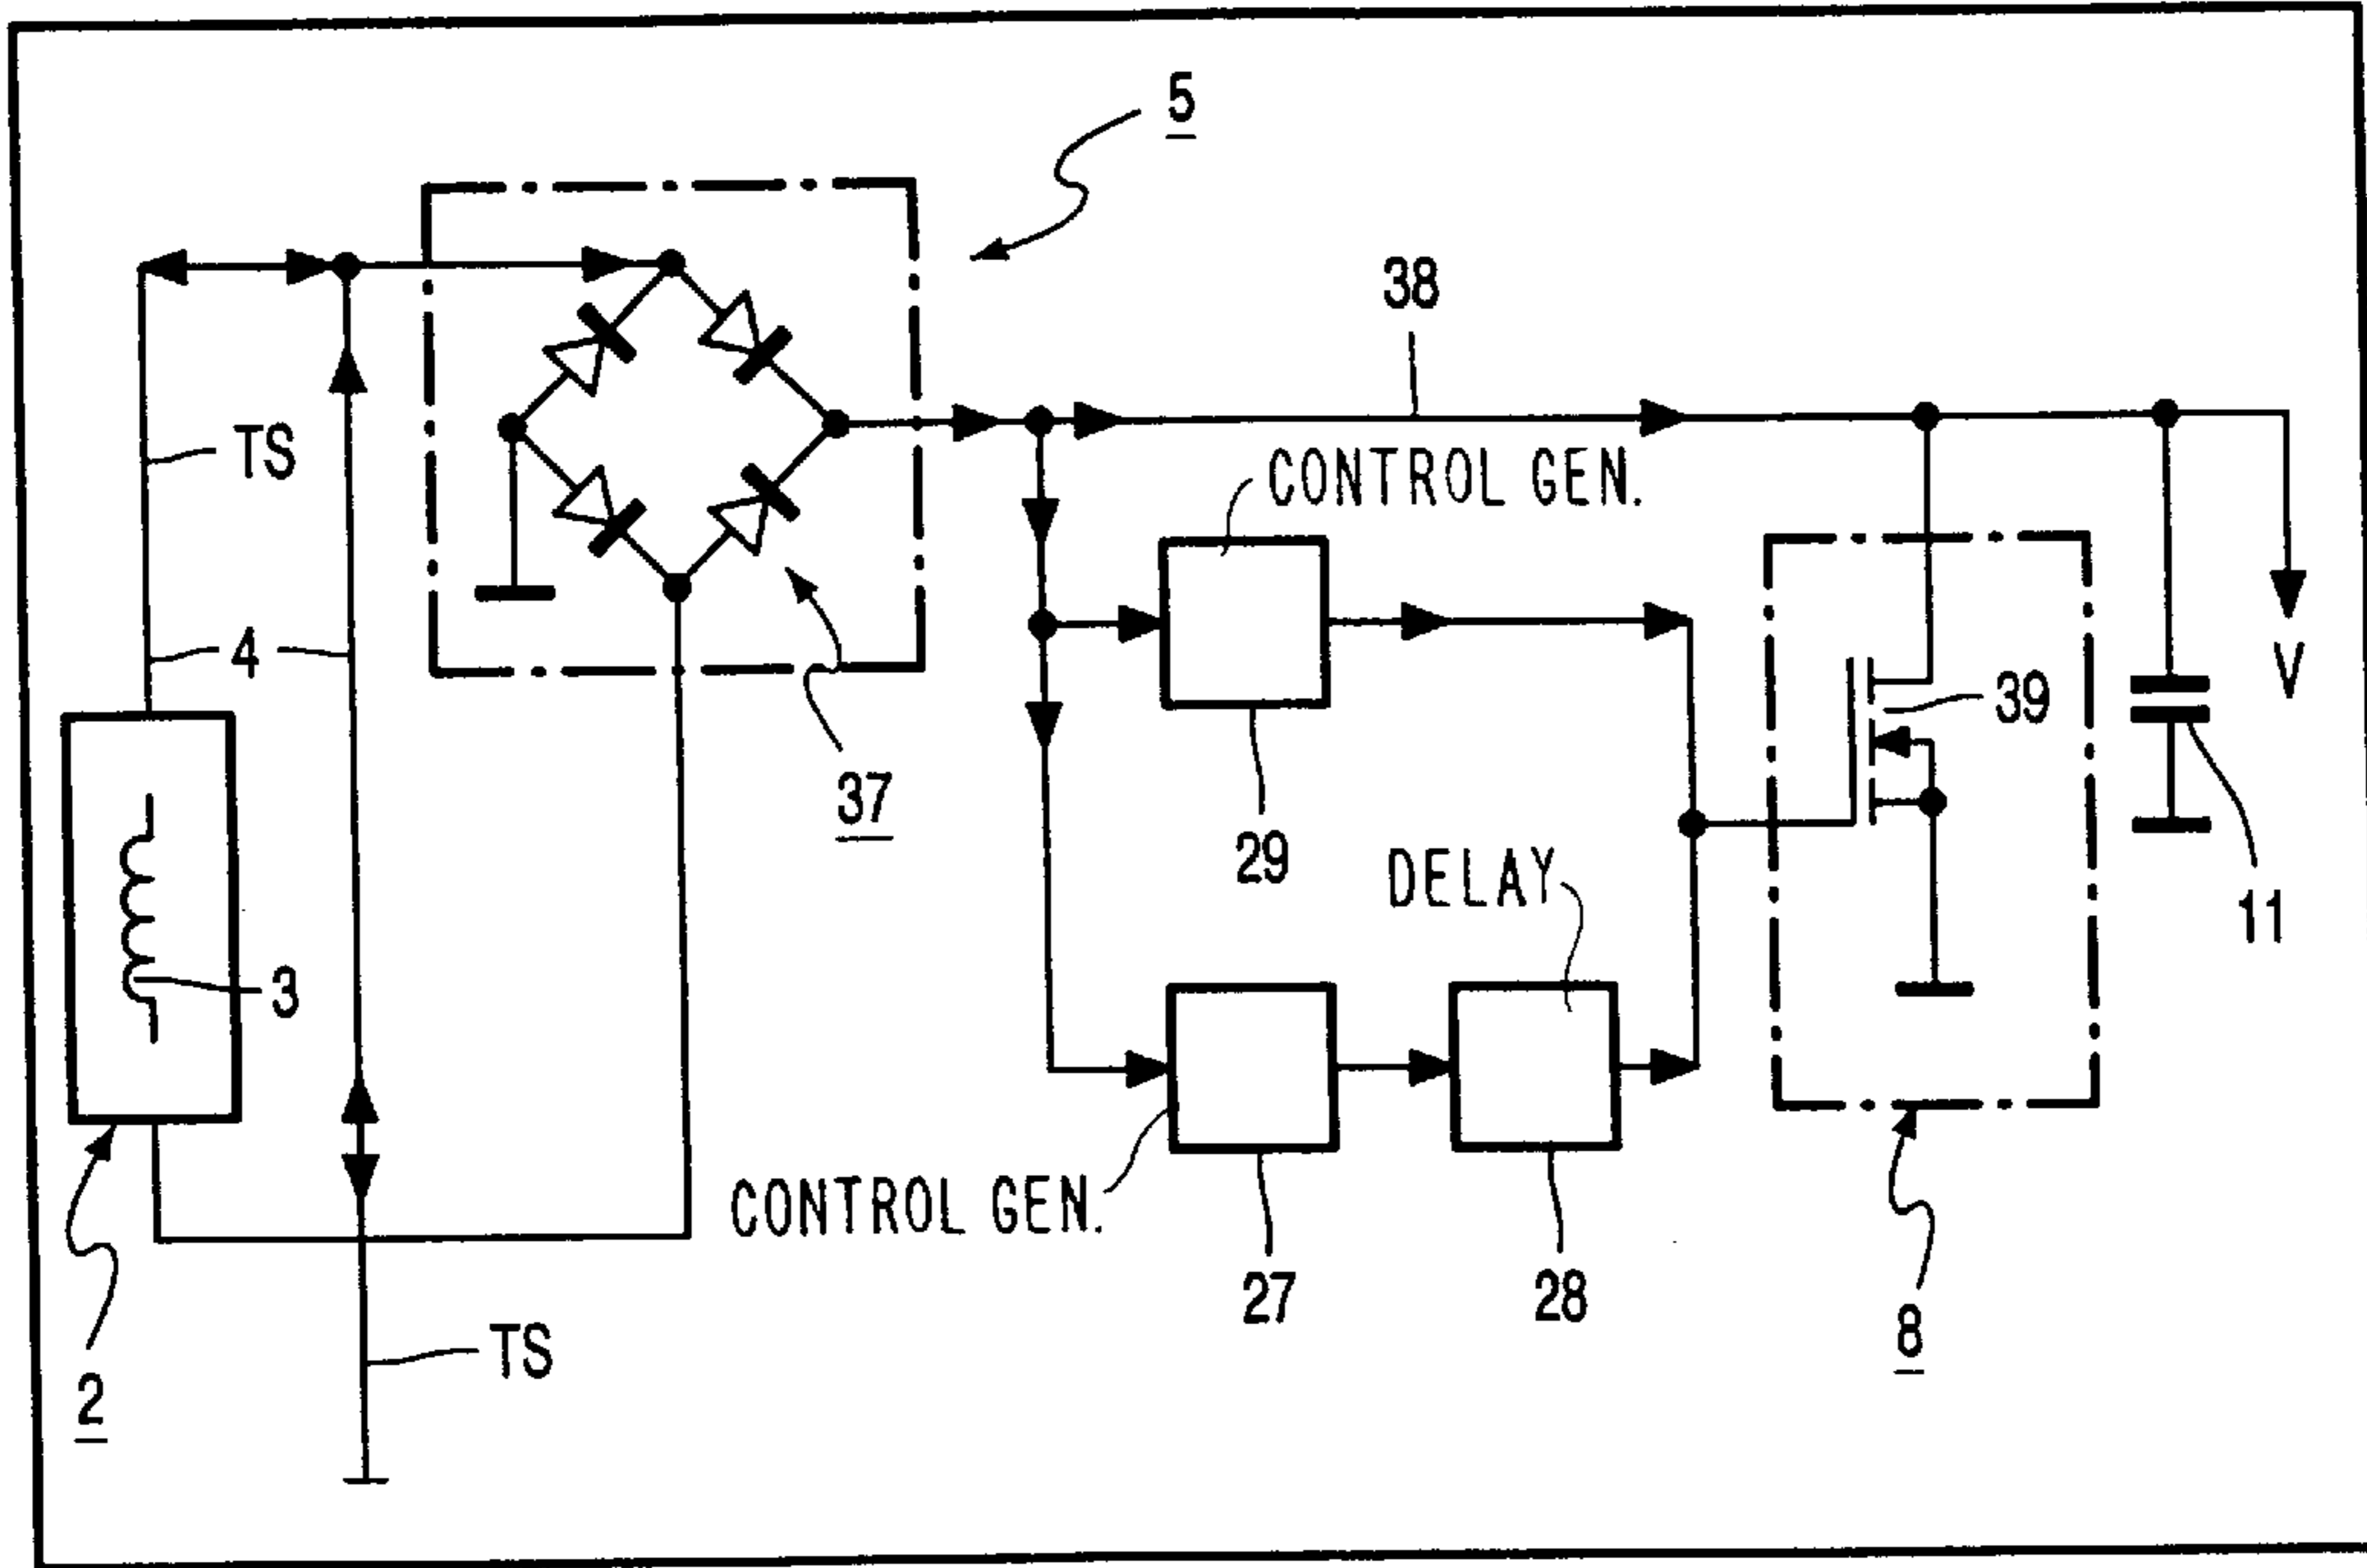 5
38
TS
CONTROL GEN.
4
39
V
37
29
DELAY
11
3
CONTROL GEN.
27
28
8
TS
2